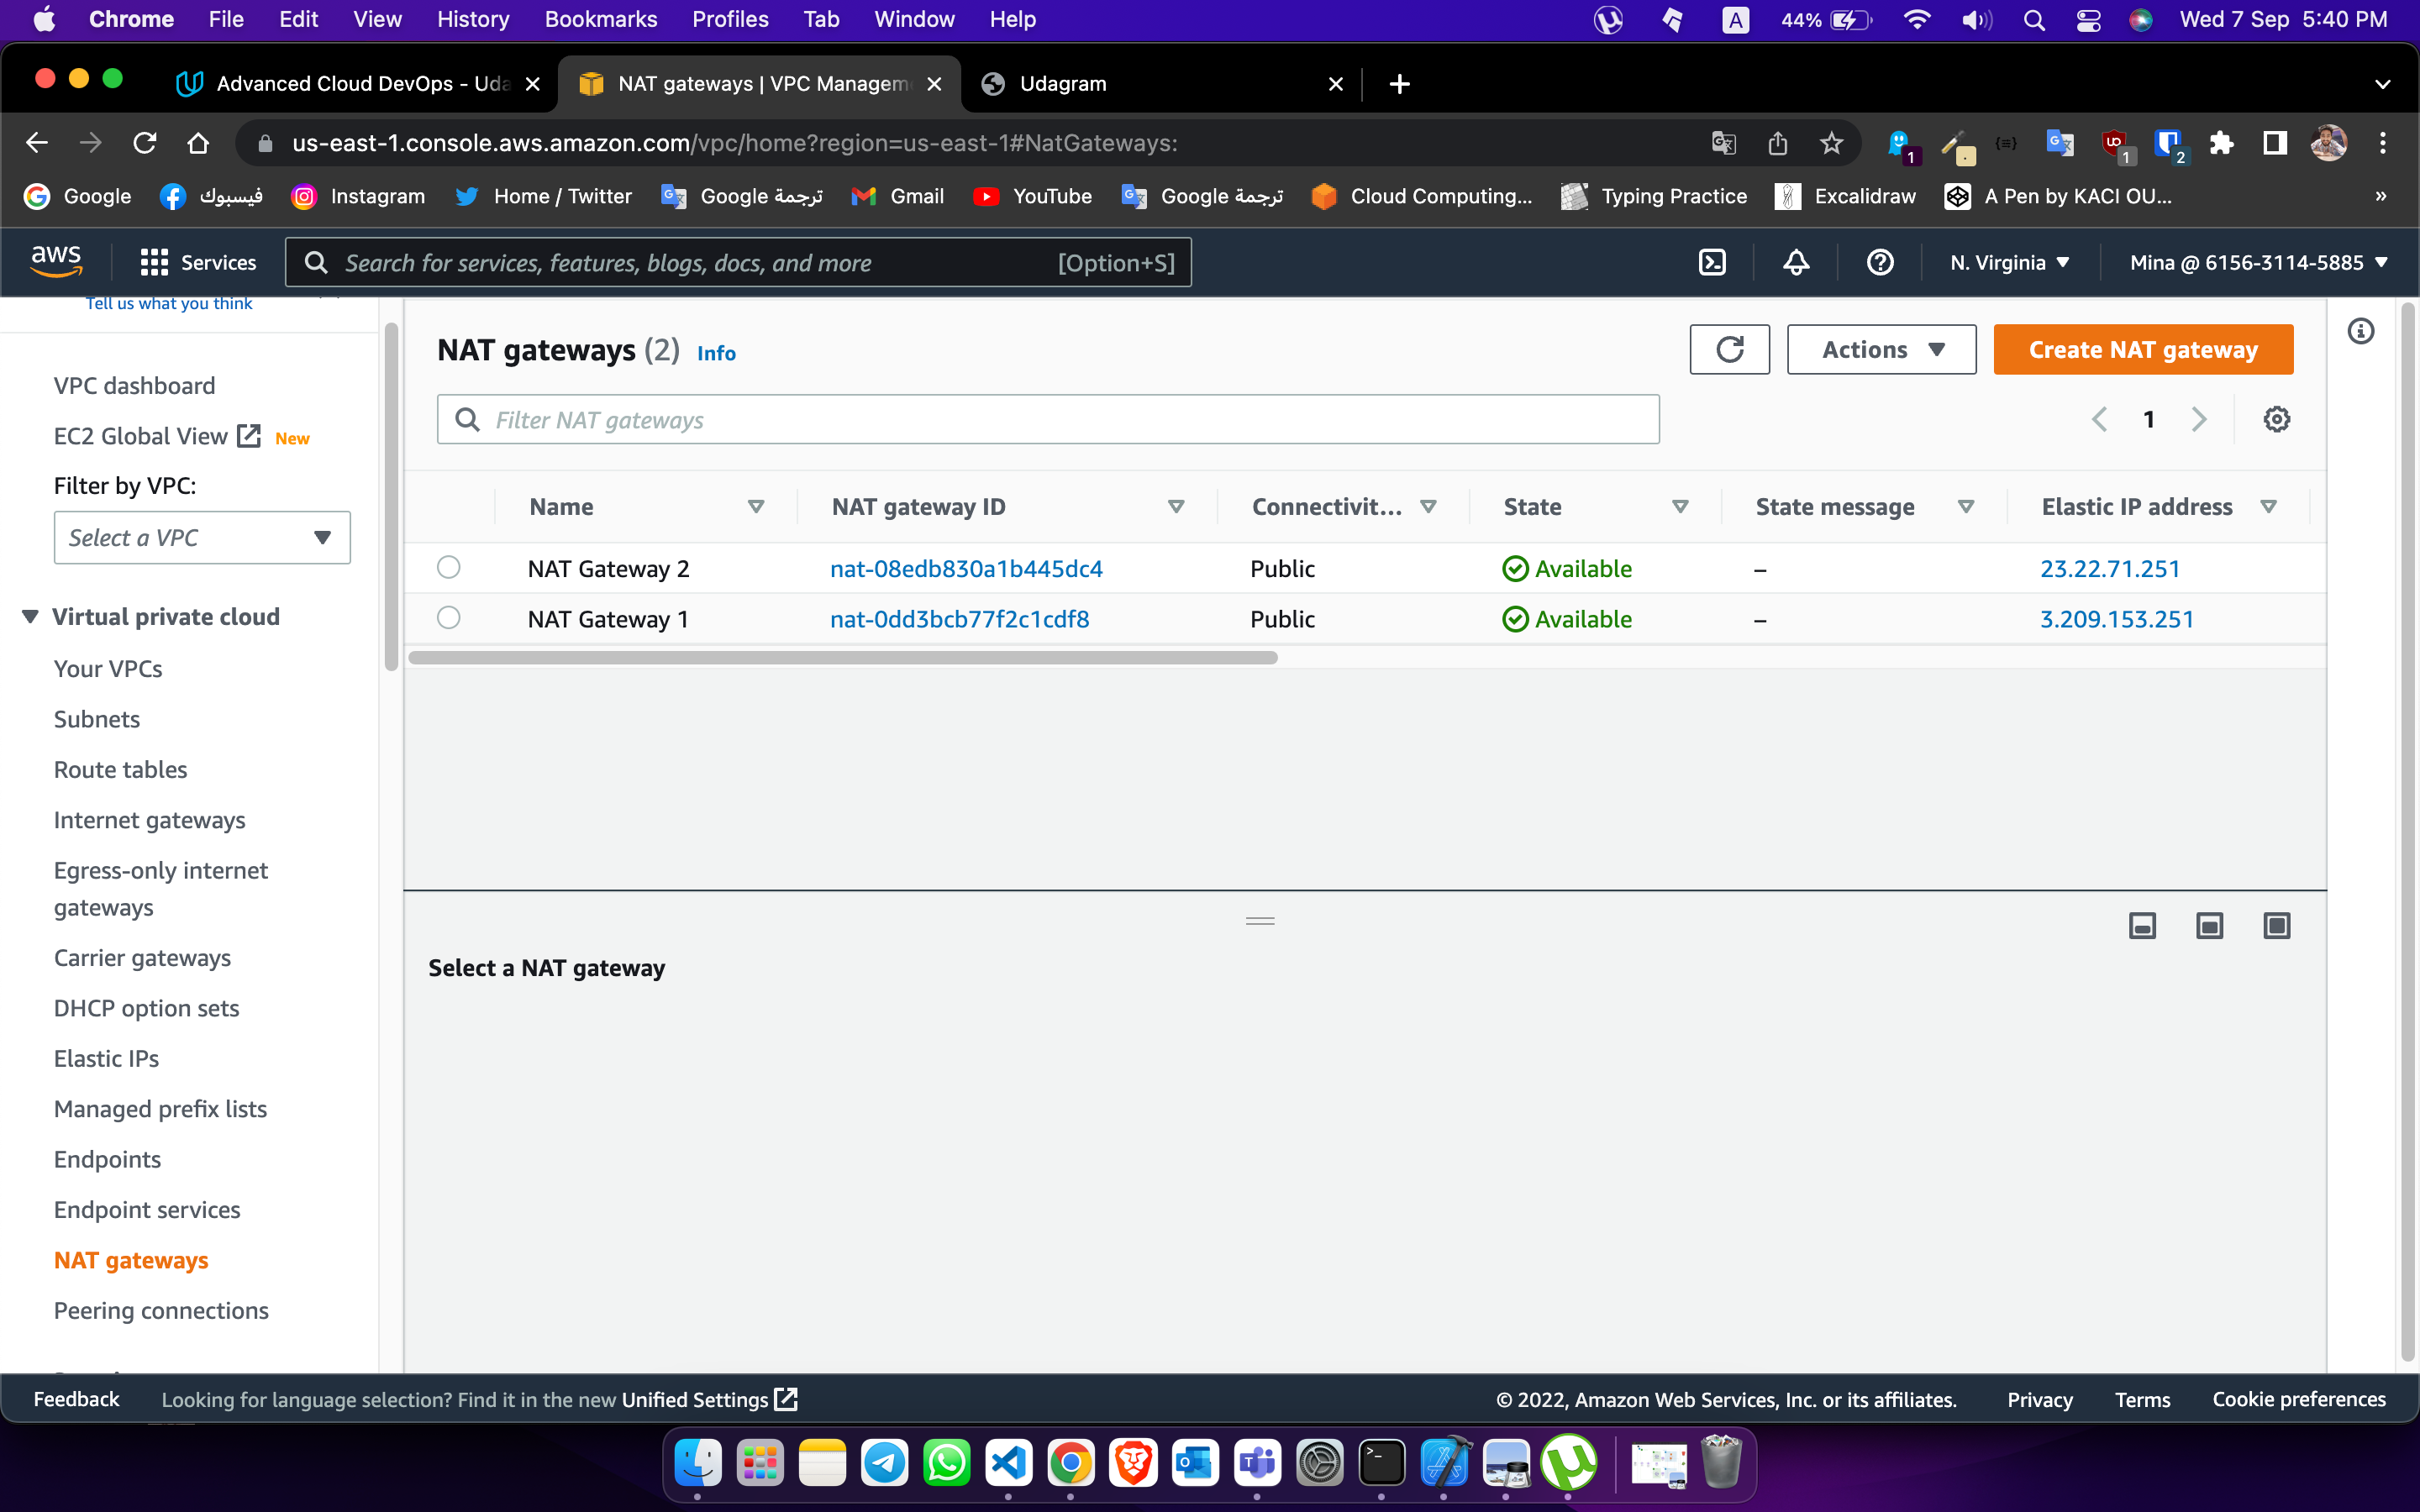 Chrome File Edit View History Bookmarks Profiles Tab Window Help A 44% Wed 7 Sep 5:40 PM
Advanced Cloud DevOps - Uda NAT gateways | VPC Managem Udagram
us-east-1.console.aws.amazon.com/vpc/home?region=us-east-1#NatGateways: 1 1 2
Google فيسبوك Instagram Home / Twitter ترجمة Google Gmail YouTube ترجمة Google Cloud Computing... Typing Practice Excalidraw A Pen by KACI OU... »
aws Services Search for services, features, blogs, docs, and more [Option+S] N. Virginia Mina @ 6156-3114-5885
Tell us what you think
VPC dashboard
EC2 Global View New
Filter by VPC:
Select a VPC
Virtual private cloud
Your VPCs
Subnets
Route tables
Internet gateways
Egress-only internet
gateways
Carrier gateways
DHCP option sets
Elastic IPs
Managed prefix lists
Endpoints
Endpoint services
NAT gateways
Peering connections
NAT gateways (2) Info Actions Create NAT gateway
Filter NAT gateways 1
Name NAT gateway ID Connectivit... State State message Elastic IP address
NAT Gateway 2 nat-08edb830a1b445dc4 Public Available – 23.22.71.251
NAT Gateway 1 nat-0dd3bcb77f2c1cdf8 Public Available – 3.209.153.251
Select a NAT gateway
Feedback Looking for language selection? Find it in the new Unified Settings © 2022, Amazon Web Services, Inc. or its affiliates. Privacy Terms Cookie preferences